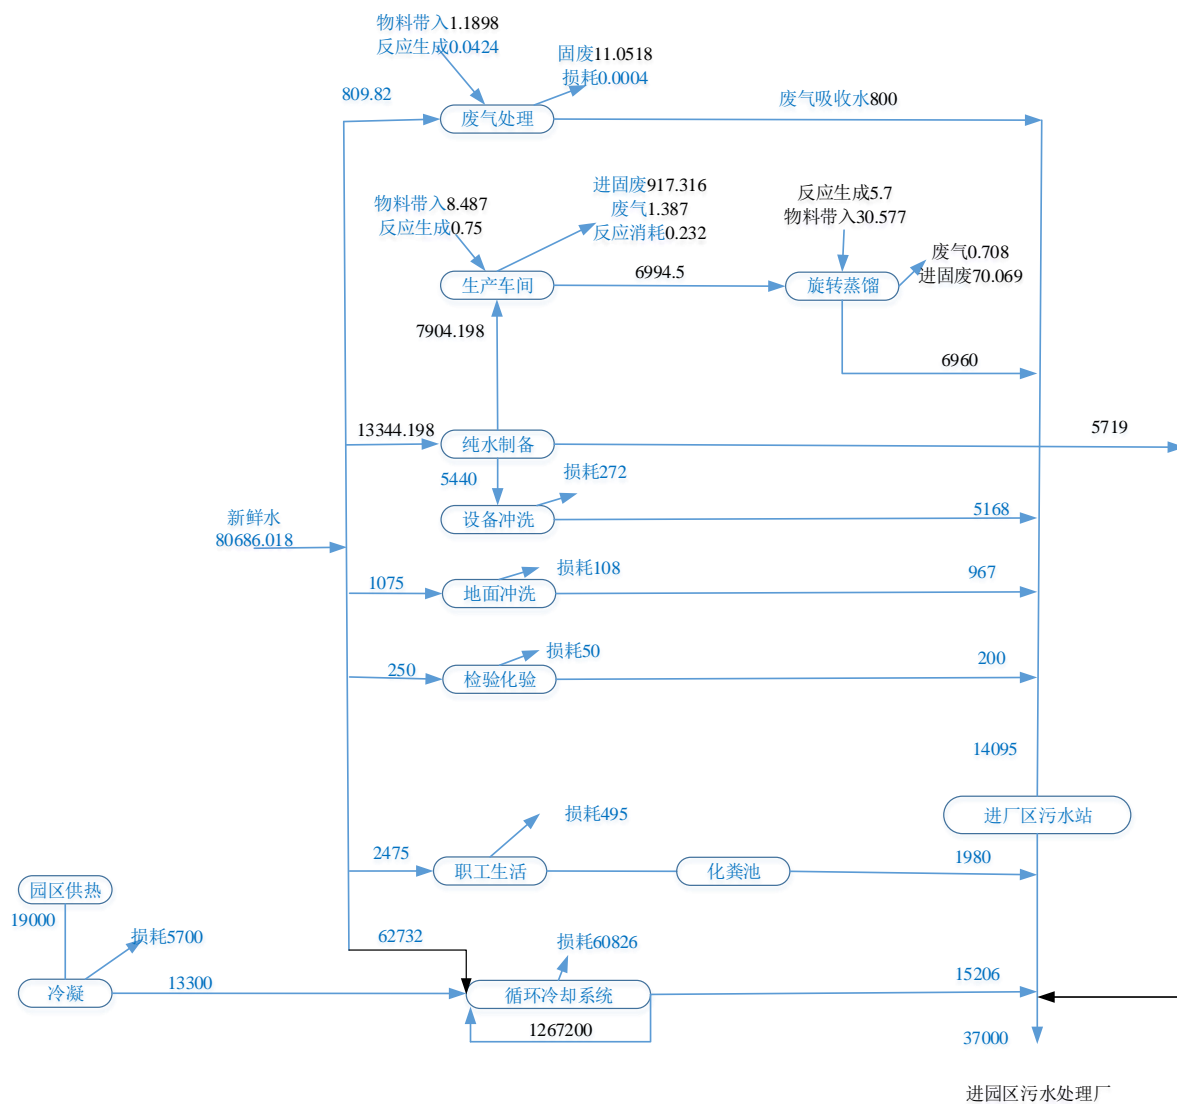 物料带入1.1898
反应生成0.0424
固废11.0518
损耗0.0004
809.82
废气吸收水800
废气处理
物料带入8.487
反应生成0.75
进固废917.316
废气1.387
反应消耗0.232
反应生成5.7
物料带入30.577
废气0.708
进固废70.069
6994.5
生产车间
旋转蒸馏
7904.198
6960
13344.198
纯水制备
5719
5440
损耗272
设备冲洗
5168
新鲜水
80686.018
损耗108
1075
地面冲洗
967
损耗50
250
检验化验
200
14095
进厂区污水站
损耗495
2475
职工生活
化粪池
1980
园区供热
19000
损耗5700
62732
损耗60826
冷凝
13300
循环冷却系统
15206
1267200
37000
进园区污水处理厂